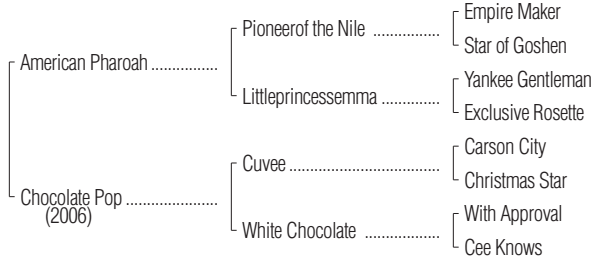 Empire Maker
Pioneerof the Nile ................
Star of Goshen
American Pharoah ................
Yankee Gentleman
Littleprincessemma ..............
Exclusive Rosette
Carson City
Cuvee .............................
Christmas Star
Chocolate Pop ......................
(2006)
With Approval
White Chocolate ..................
Cee Knows